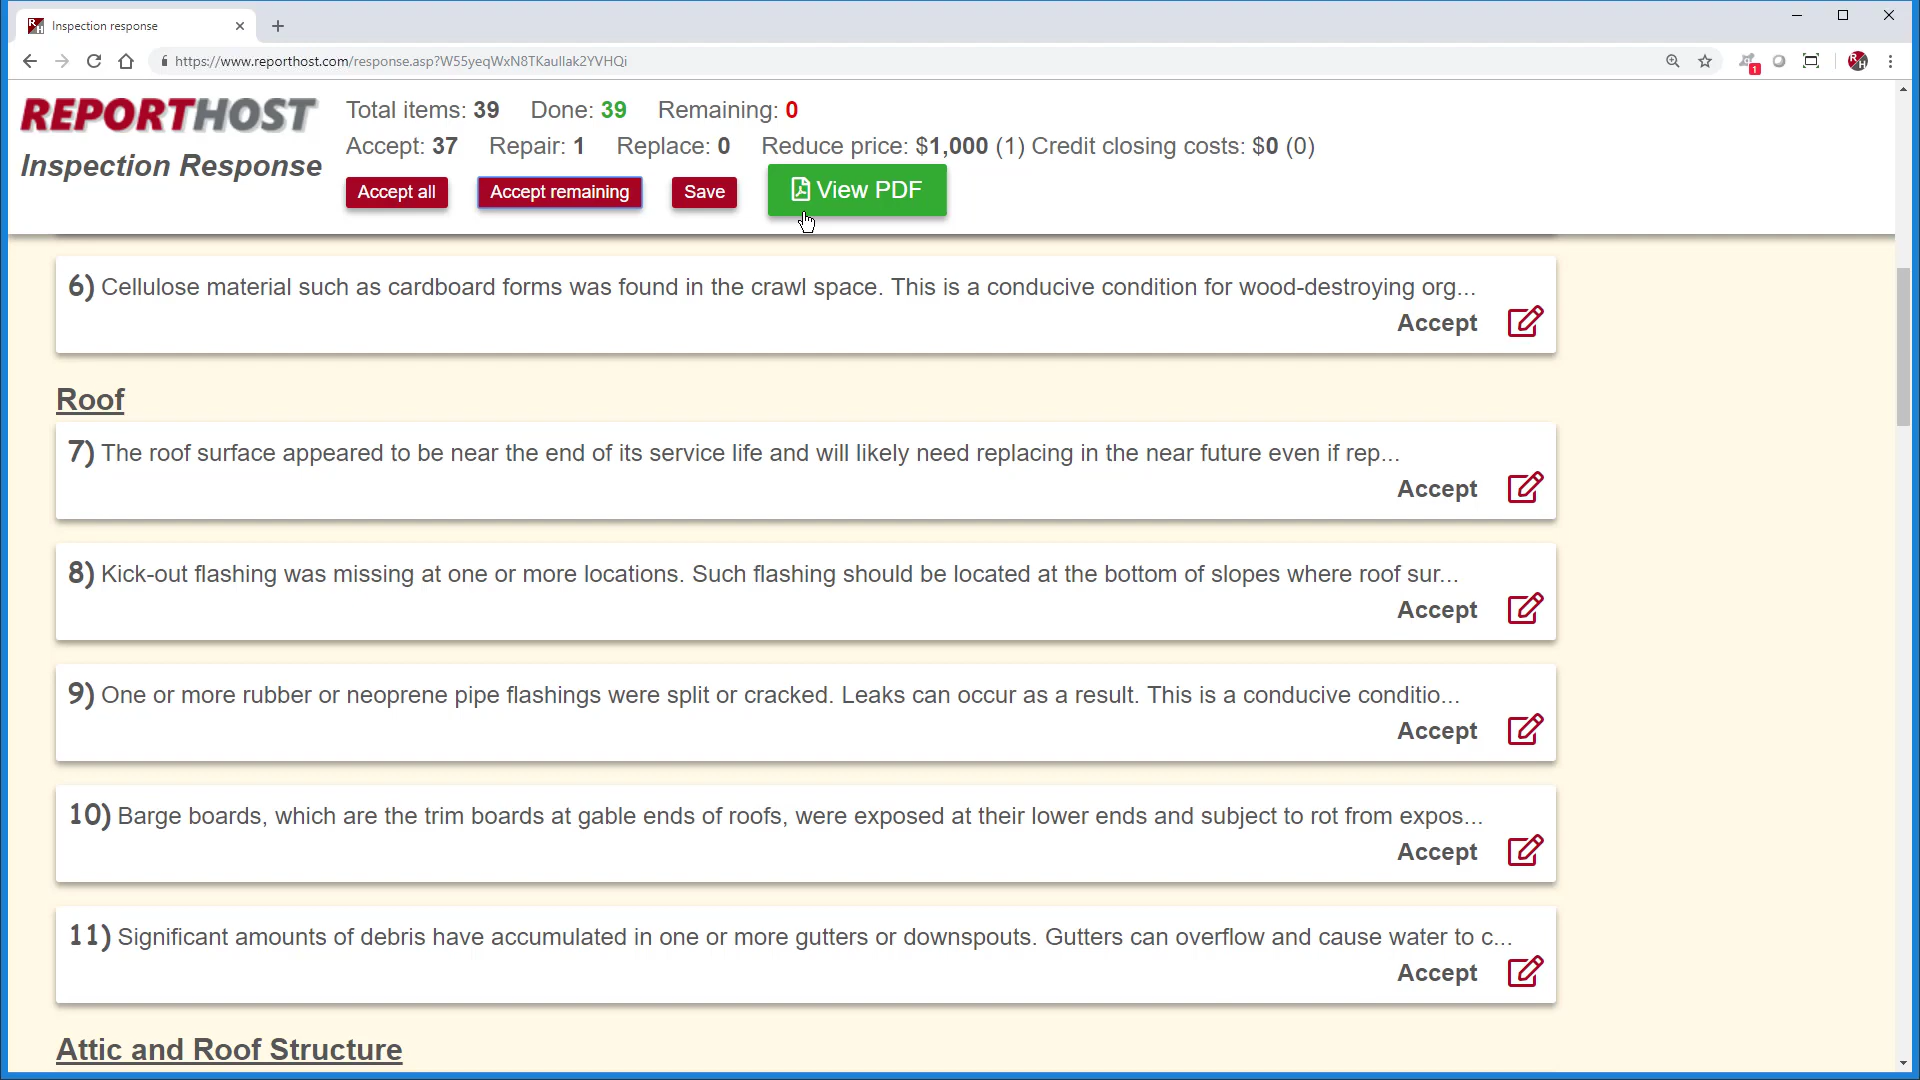 Inspection response
https://www.reporthost.com/response.asp?W55yeqWxN8TKaullak2YVHQi
1
REPORTHOST
Inspection Response
Total items: 39 Done: 39 Remaining: 0
Accept: 37 Repair: 1 Replace: 0 Reduce price: $1,000 (1) Credit closing costs: $0 (0)
Accept all Accept remaining Save View PDF
6) Cellulose material such as cardboard forms was found in the crawl space. This is a conducive condition for wood-destroying org...
Accept
Roof
7) The roof surface appeared to be near the end of its service life and will likely need replacing in the near future even if rep...
Accept
8) Kick-out flashing was missing at one or more locations. Such flashing should be located at the bottom of slopes where roof sur...
Accept
9) One or more rubber or neoprene pipe flashings were split or cracked. Leaks can occur as a result. This is a conducive conditio...
Accept
10) Barge boards, which are the trim boards at gable ends of roofs, were exposed at their lower ends and subject to rot from expos...
Accept
11) Significant amounts of debris have accumulated in one or more gutters or downspouts. Gutters can overflow and cause water to c...
Accept
Attic and Roof Structure